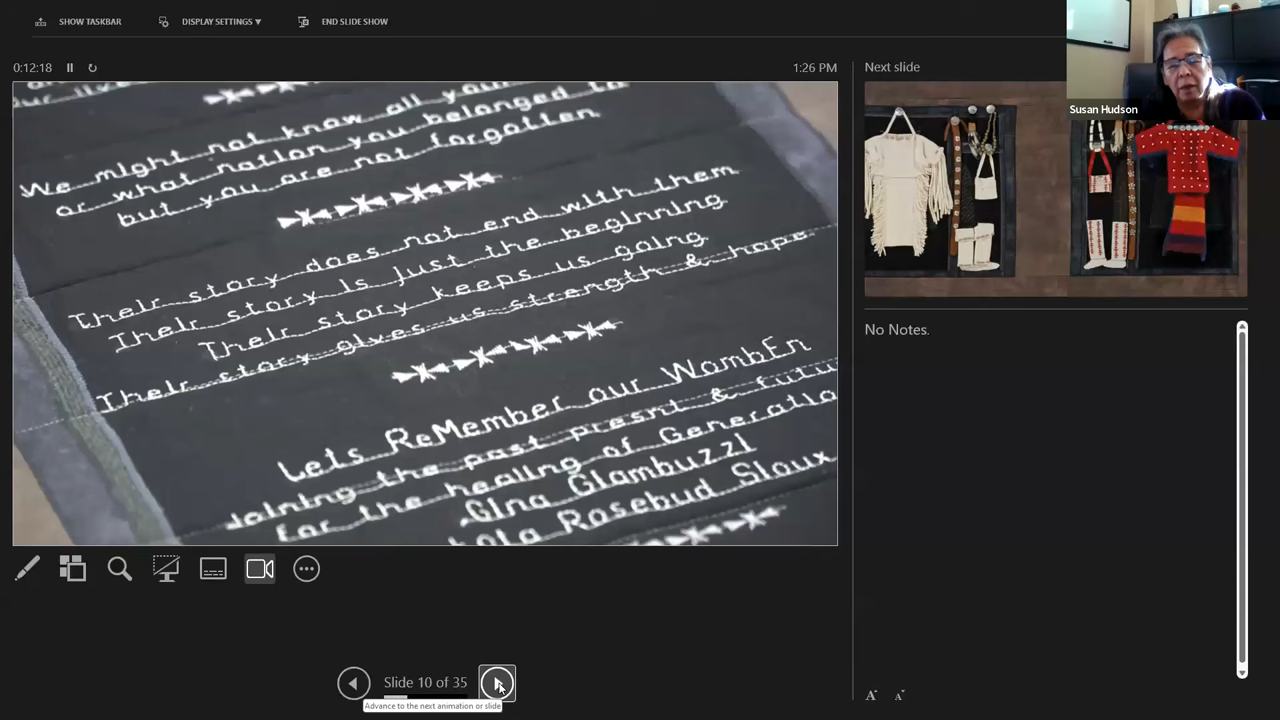 SHOW TASKBAR
DISPLAY SETTINGS ▼
END SLIDE SHOW
0:12:18
1:26 PM
Next slide
Susan Hudson
our
We might not know all
or what nation you belonged to
but you are not forgotten
Their story does not end with them
Their story is just the beginning
Their story keeps us going
Their story gives us strength & hope
Lets ReMember our WombEn
Joining the past presnt & futu
for the healing of Generatio
Gina Giambuzzi
Rosebud Sioux
No Notes.
Slide 10 of 35
Advance to the next animation or slide